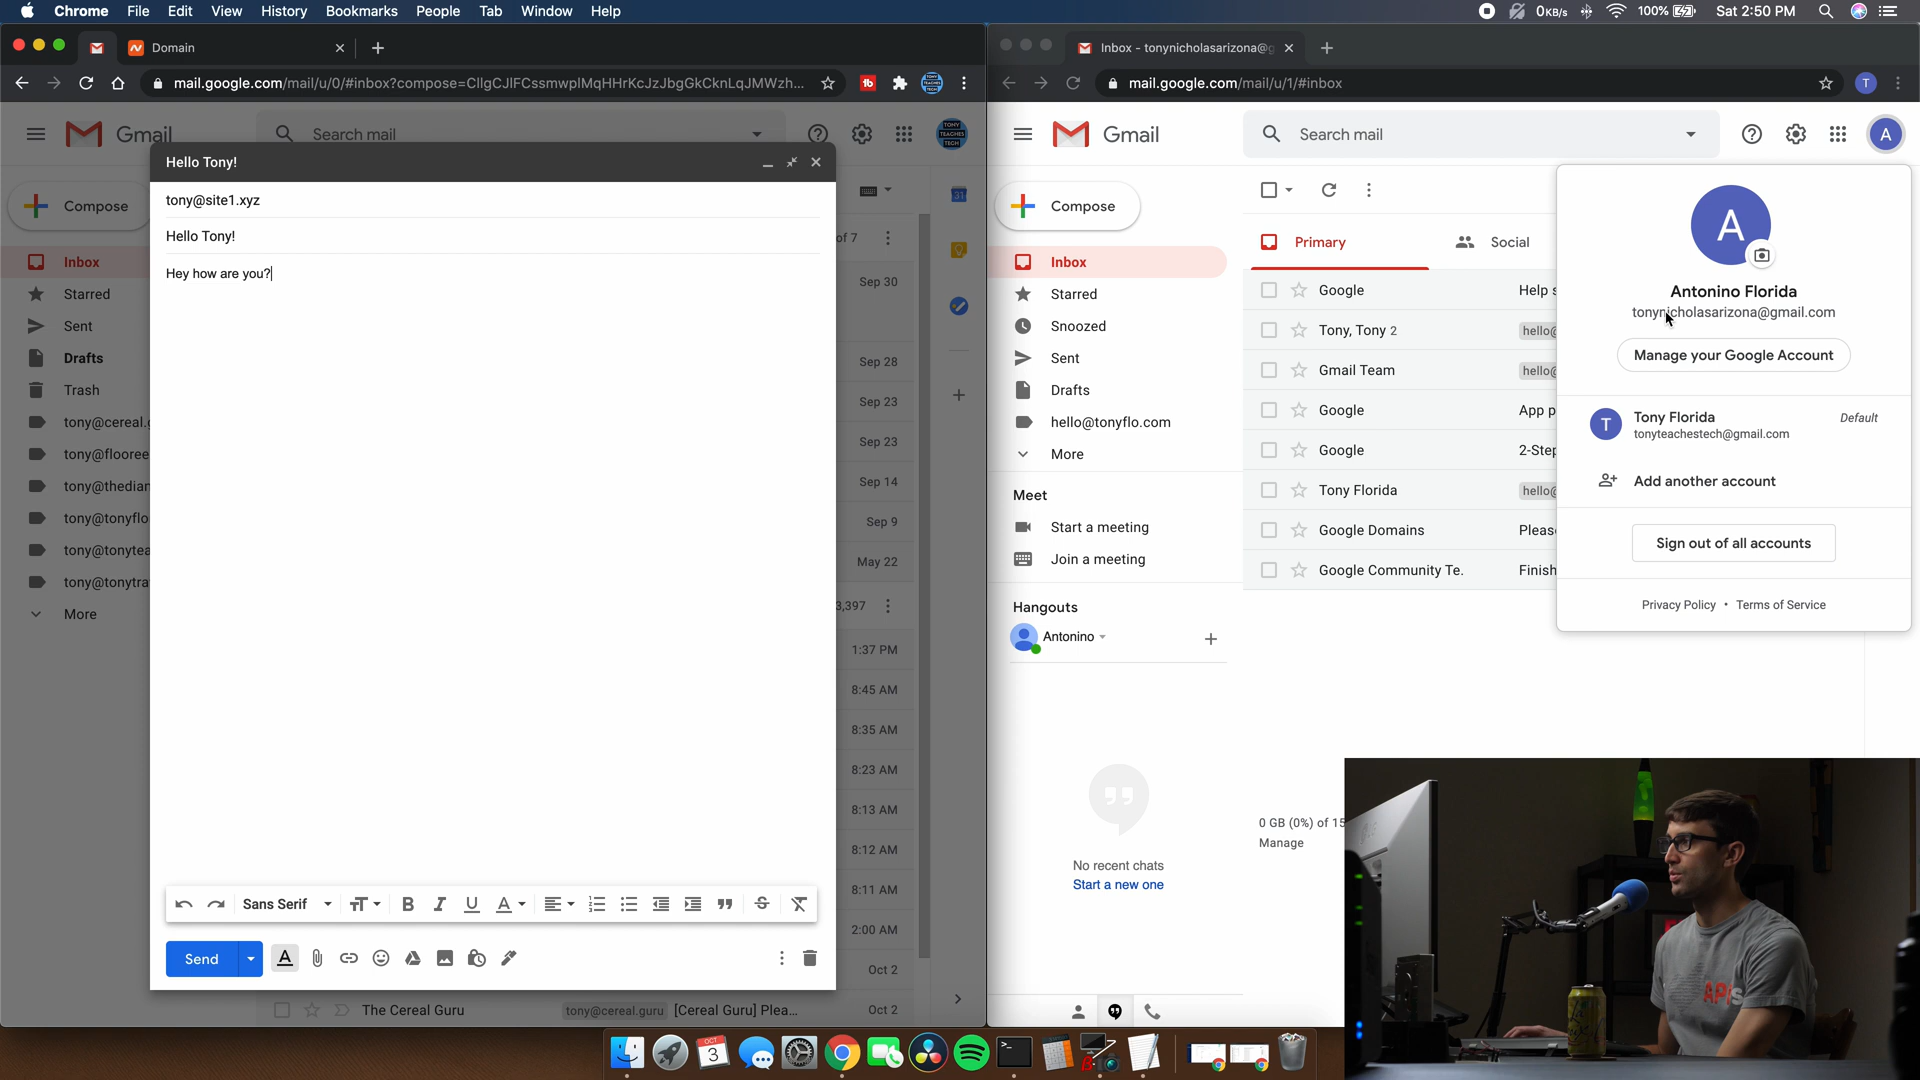 Chrome File Edit View History Bookmarks People Tab Window Help
0KB/s 100% Sat 2:50 PM
Domain
mail.google.com/mail/u/0/#inbox?compose=CllgCJlFCssmwplMqHHrKcJzJbgGkCknLqJMWzh...
Gmail
Search mail
TONY TEACHES TECH
Compose
Inbox
Starred
Sent
Drafts
Trash
tony@cereal.g
tony@flooree
tony@thedian
tony@tonyflo
tony@tonytea
tony@tonytra
More
Hello Tony!
tony@site1.xyz
Hello Tony!
Hey how are you?
Sans Serif
Send
of 7
Sep 30
Sep 28
Sep 23
Sep 23
Sep 14
Sep 9
May 22
3,397
1:37 PM
8:45 AM
8:35 AM
8:23 AM
8:13 AM
8:12 AM
8:11 AM
2:00 AM
Oct 2
The Cereal Guru tony@cereal.guru [Cereal Guru] Plea... Oct 2
31
Inbox - tonynicholasarizona@g
mail.google.com/mail/u/1/#inbox
T
Gmail
Search mail
A
Compose
Inbox
Starred
Snoozed
Sent
Drafts
hello@tonyflo.com
More
Meet
Start a meeting
Join a meeting
Hangouts
Antonino
No recent chats
Start a new one
Primary
Social
Google Help s
Tony, Tony 2 hello@
Gmail Team hello@
Google App p
Google 2-Step
Tony Florida hello@
Google Domains Pleas
Google Community Te. Finish
0 GB (0%) of 15
Manage
A
Antonino Florida
tonynicholasarizona@gmail.com
Manage your Google Account
T
Tony Florida
Default
tonyteachestech@gmail.com
Add another account
Sign out of all accounts
Privacy Policy • Terms of Service
OCT
3